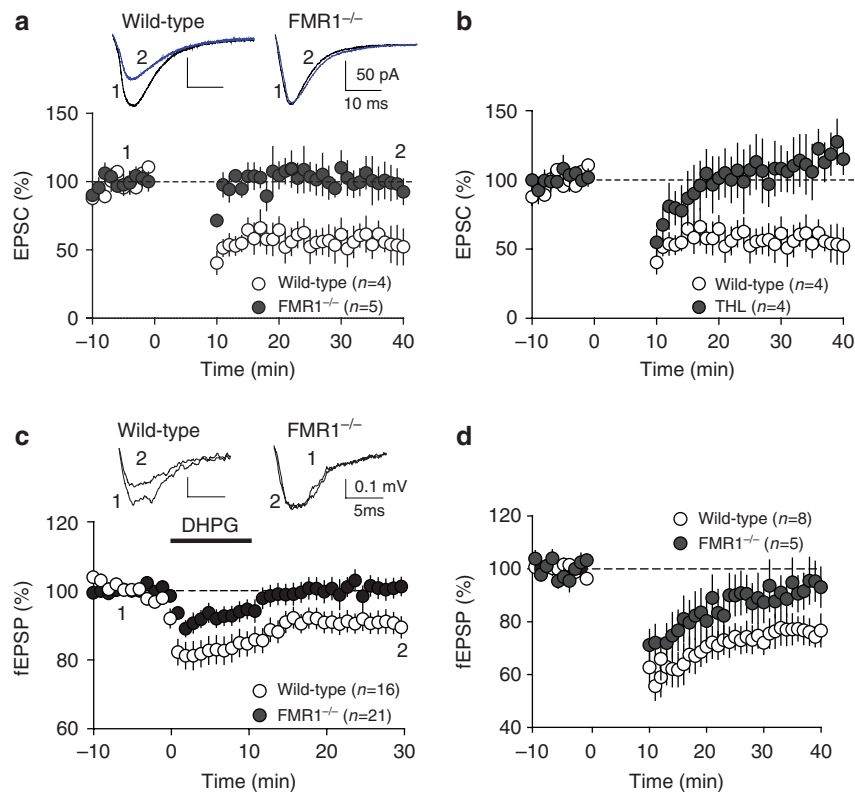 a
Wild-type
FMR1–/–
2
1
2
1
50 pA
10 ms
150
100
50
0
EPSC (%)
1
2
Wild-type (n=4)
FMR1–/– (n=5)
–10 0 10 20 30 40
Time (min)
b
150
100
50
0
EPSC (%)
Wild-type (n=4)
THL (n=4)
–10 0 10 20 30 40
Time (min)
c
Wild-type
FMR1–/–
2
1
1
2
0.1 mV
5ms
DHPG
120
100
80
60
fEPSP (%)
1
2
Wild-type (n=16)
FMR1–/– (n=21)
–10 0 10 20 30
Time (min)
d
120
100
80
60
40
fEPSP (%)
Wild-type (n=8)
FMR1–/– (n=5)
–10 0 10 20 30 40
Time (min)